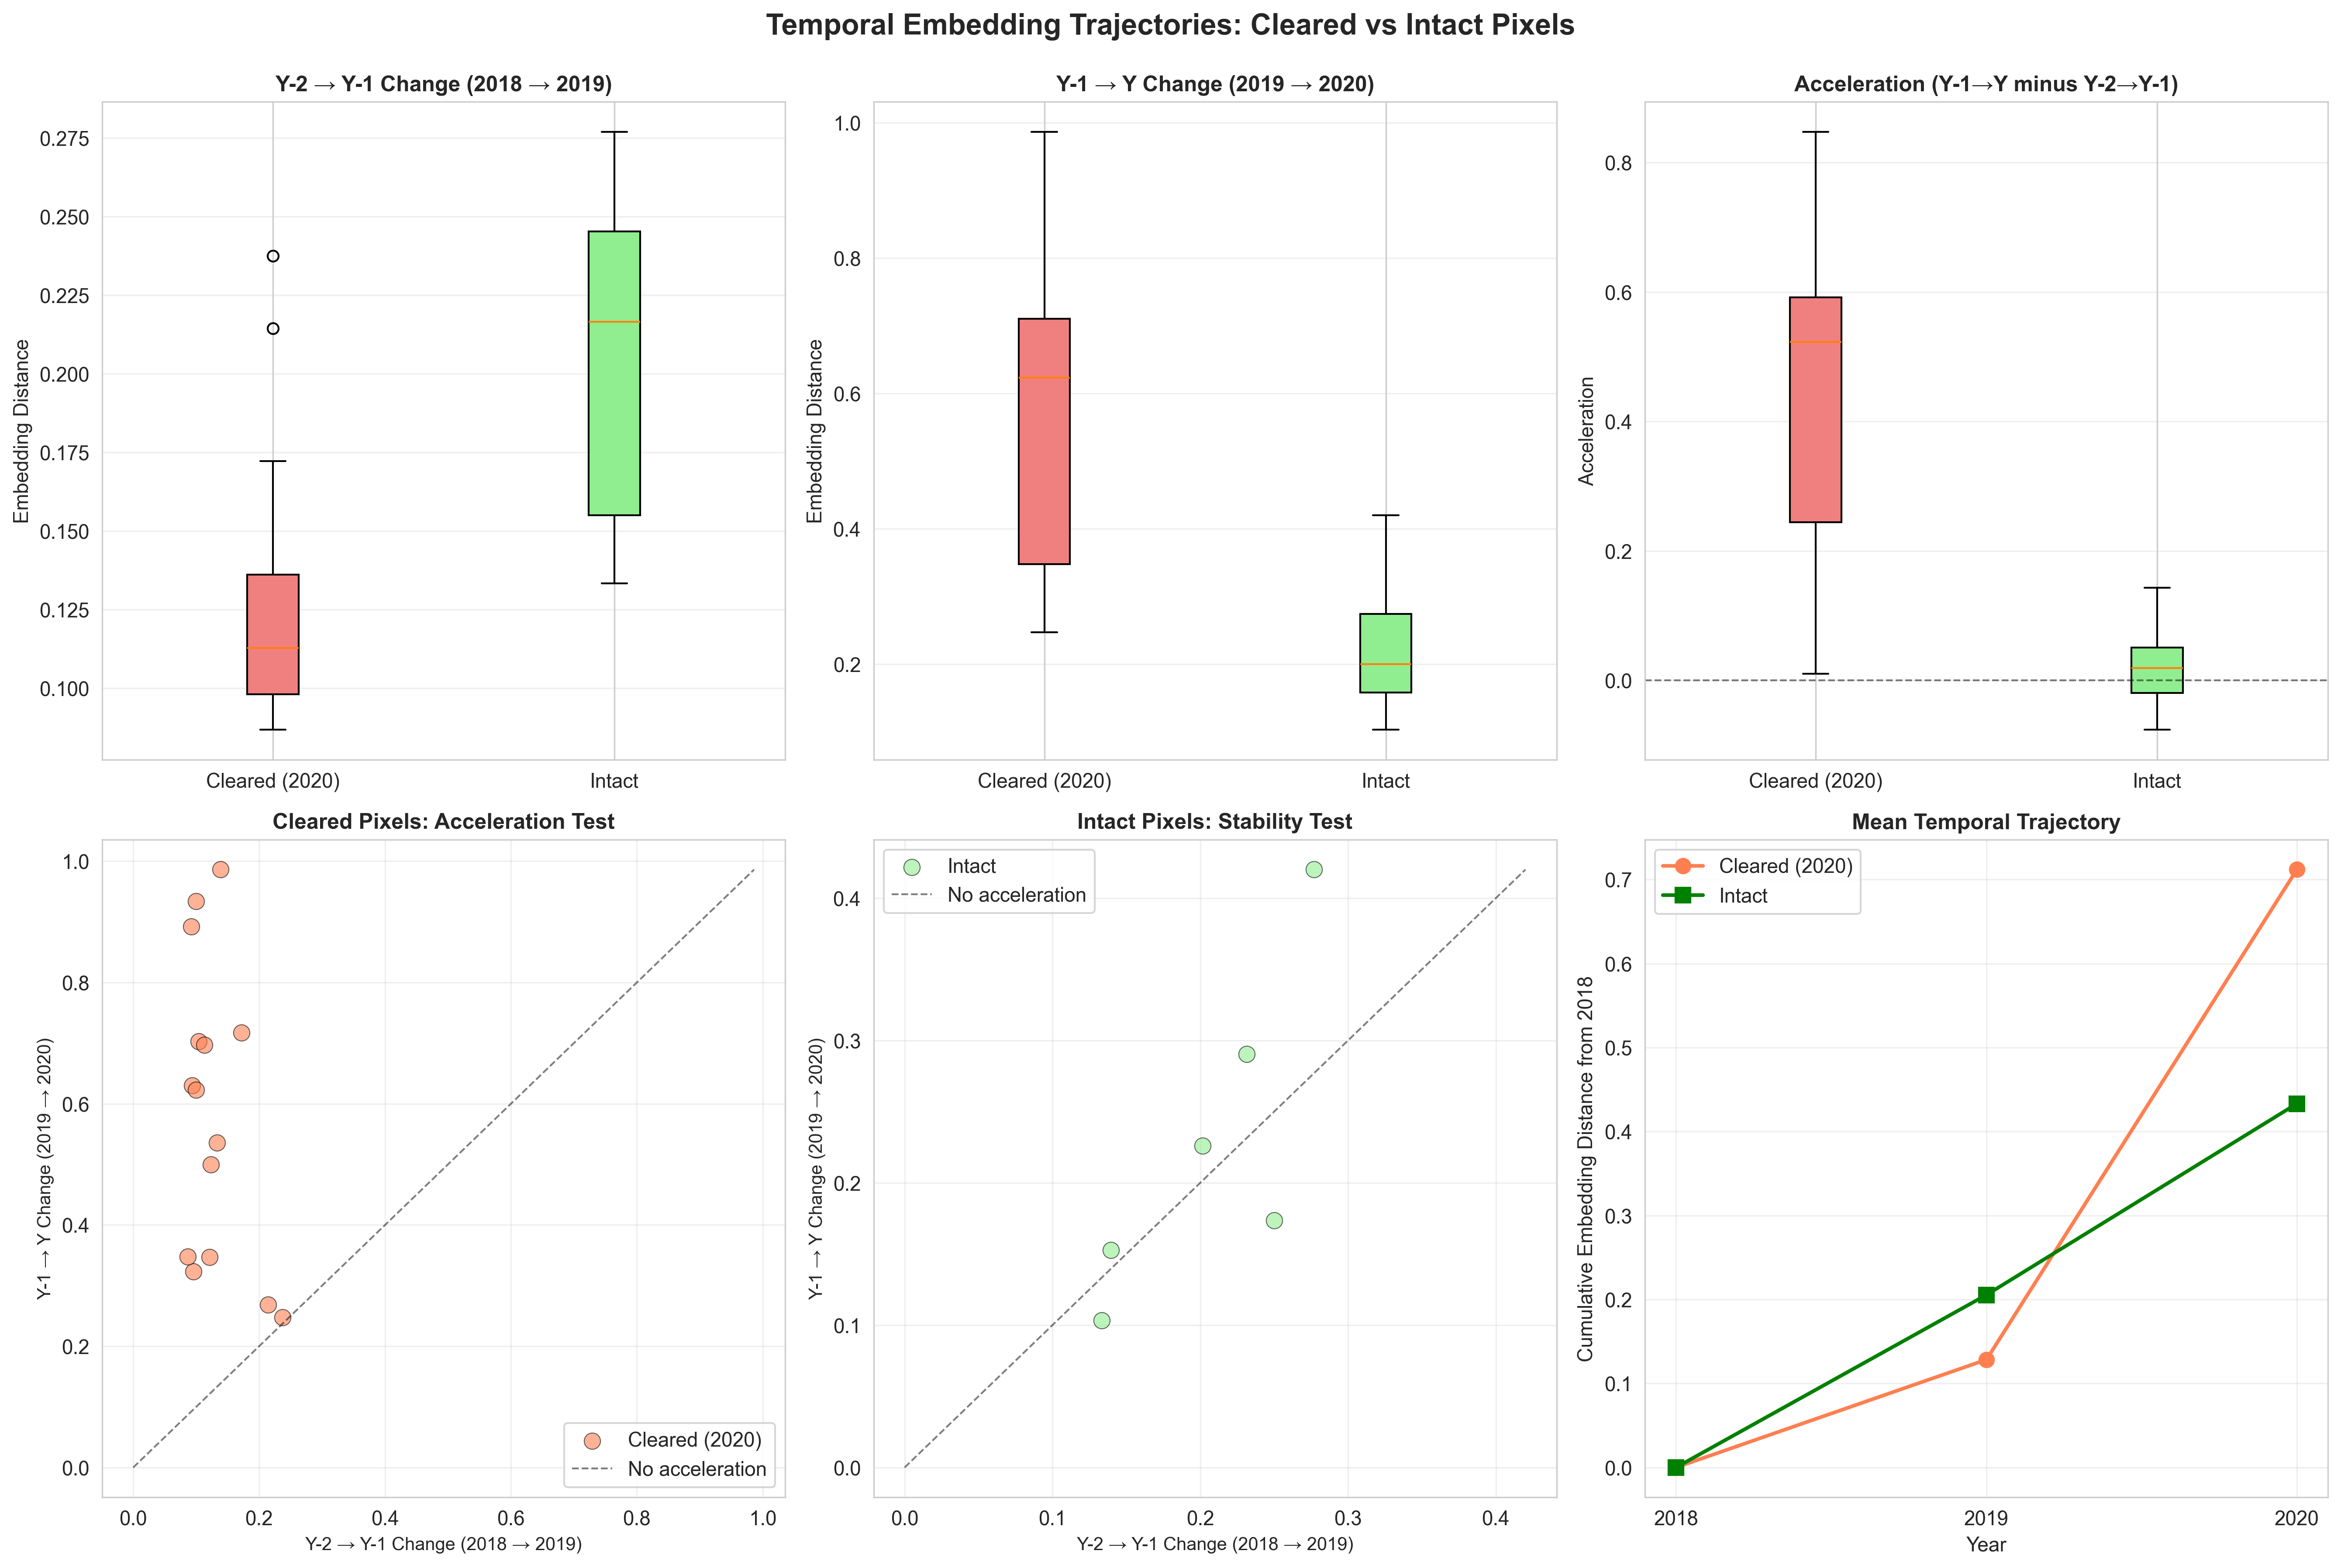 Temporal Embedding Trajectories: Cleared vs Intact Pixels
Y-2 → Y-1 Change (2018 → 2019)
Embedding Distance
0.275
0.250
0.225
0.200
0.175
0.150
0.125
0.100
Cleared (2020)
Intact
Y-1 → Y Change (2019 → 2020)
Embedding Distance
1.0
0.8
0.6
0.4
0.2
Cleared (2020)
Intact
Acceleration (Y-1→Y minus Y-2→Y-1)
Acceleration
0.8
0.6
0.4
0.2
0.0
Cleared (2020)
Intact
Cleared Pixels: Acceleration Test
Y-1 → Y Change (2019 → 2020)
1.0
0.8
0.6
0.4
0.2
0.0
Cleared (2020)
No acceleration
0.0 0.2 0.4 0.6 0.8 1.0
Y-2 → Y-1 Change (2018 → 2019)
Intact Pixels: Stability Test
Intact
No acceleration
Y-1 → Y Change (2019 → 2020)
0.4
0.3
0.2
0.1
0.0
0.0 0.1 0.2 0.3 0.4
Y-2 → Y-1 Change (2018 → 2019)
Mean Temporal Trajectory
Cleared (2020)
Intact
Cumulative Embedding Distance from 2018
0.7
0.6
0.5
0.4
0.3
0.2
0.1
0.0
2018 2019 2020
Year